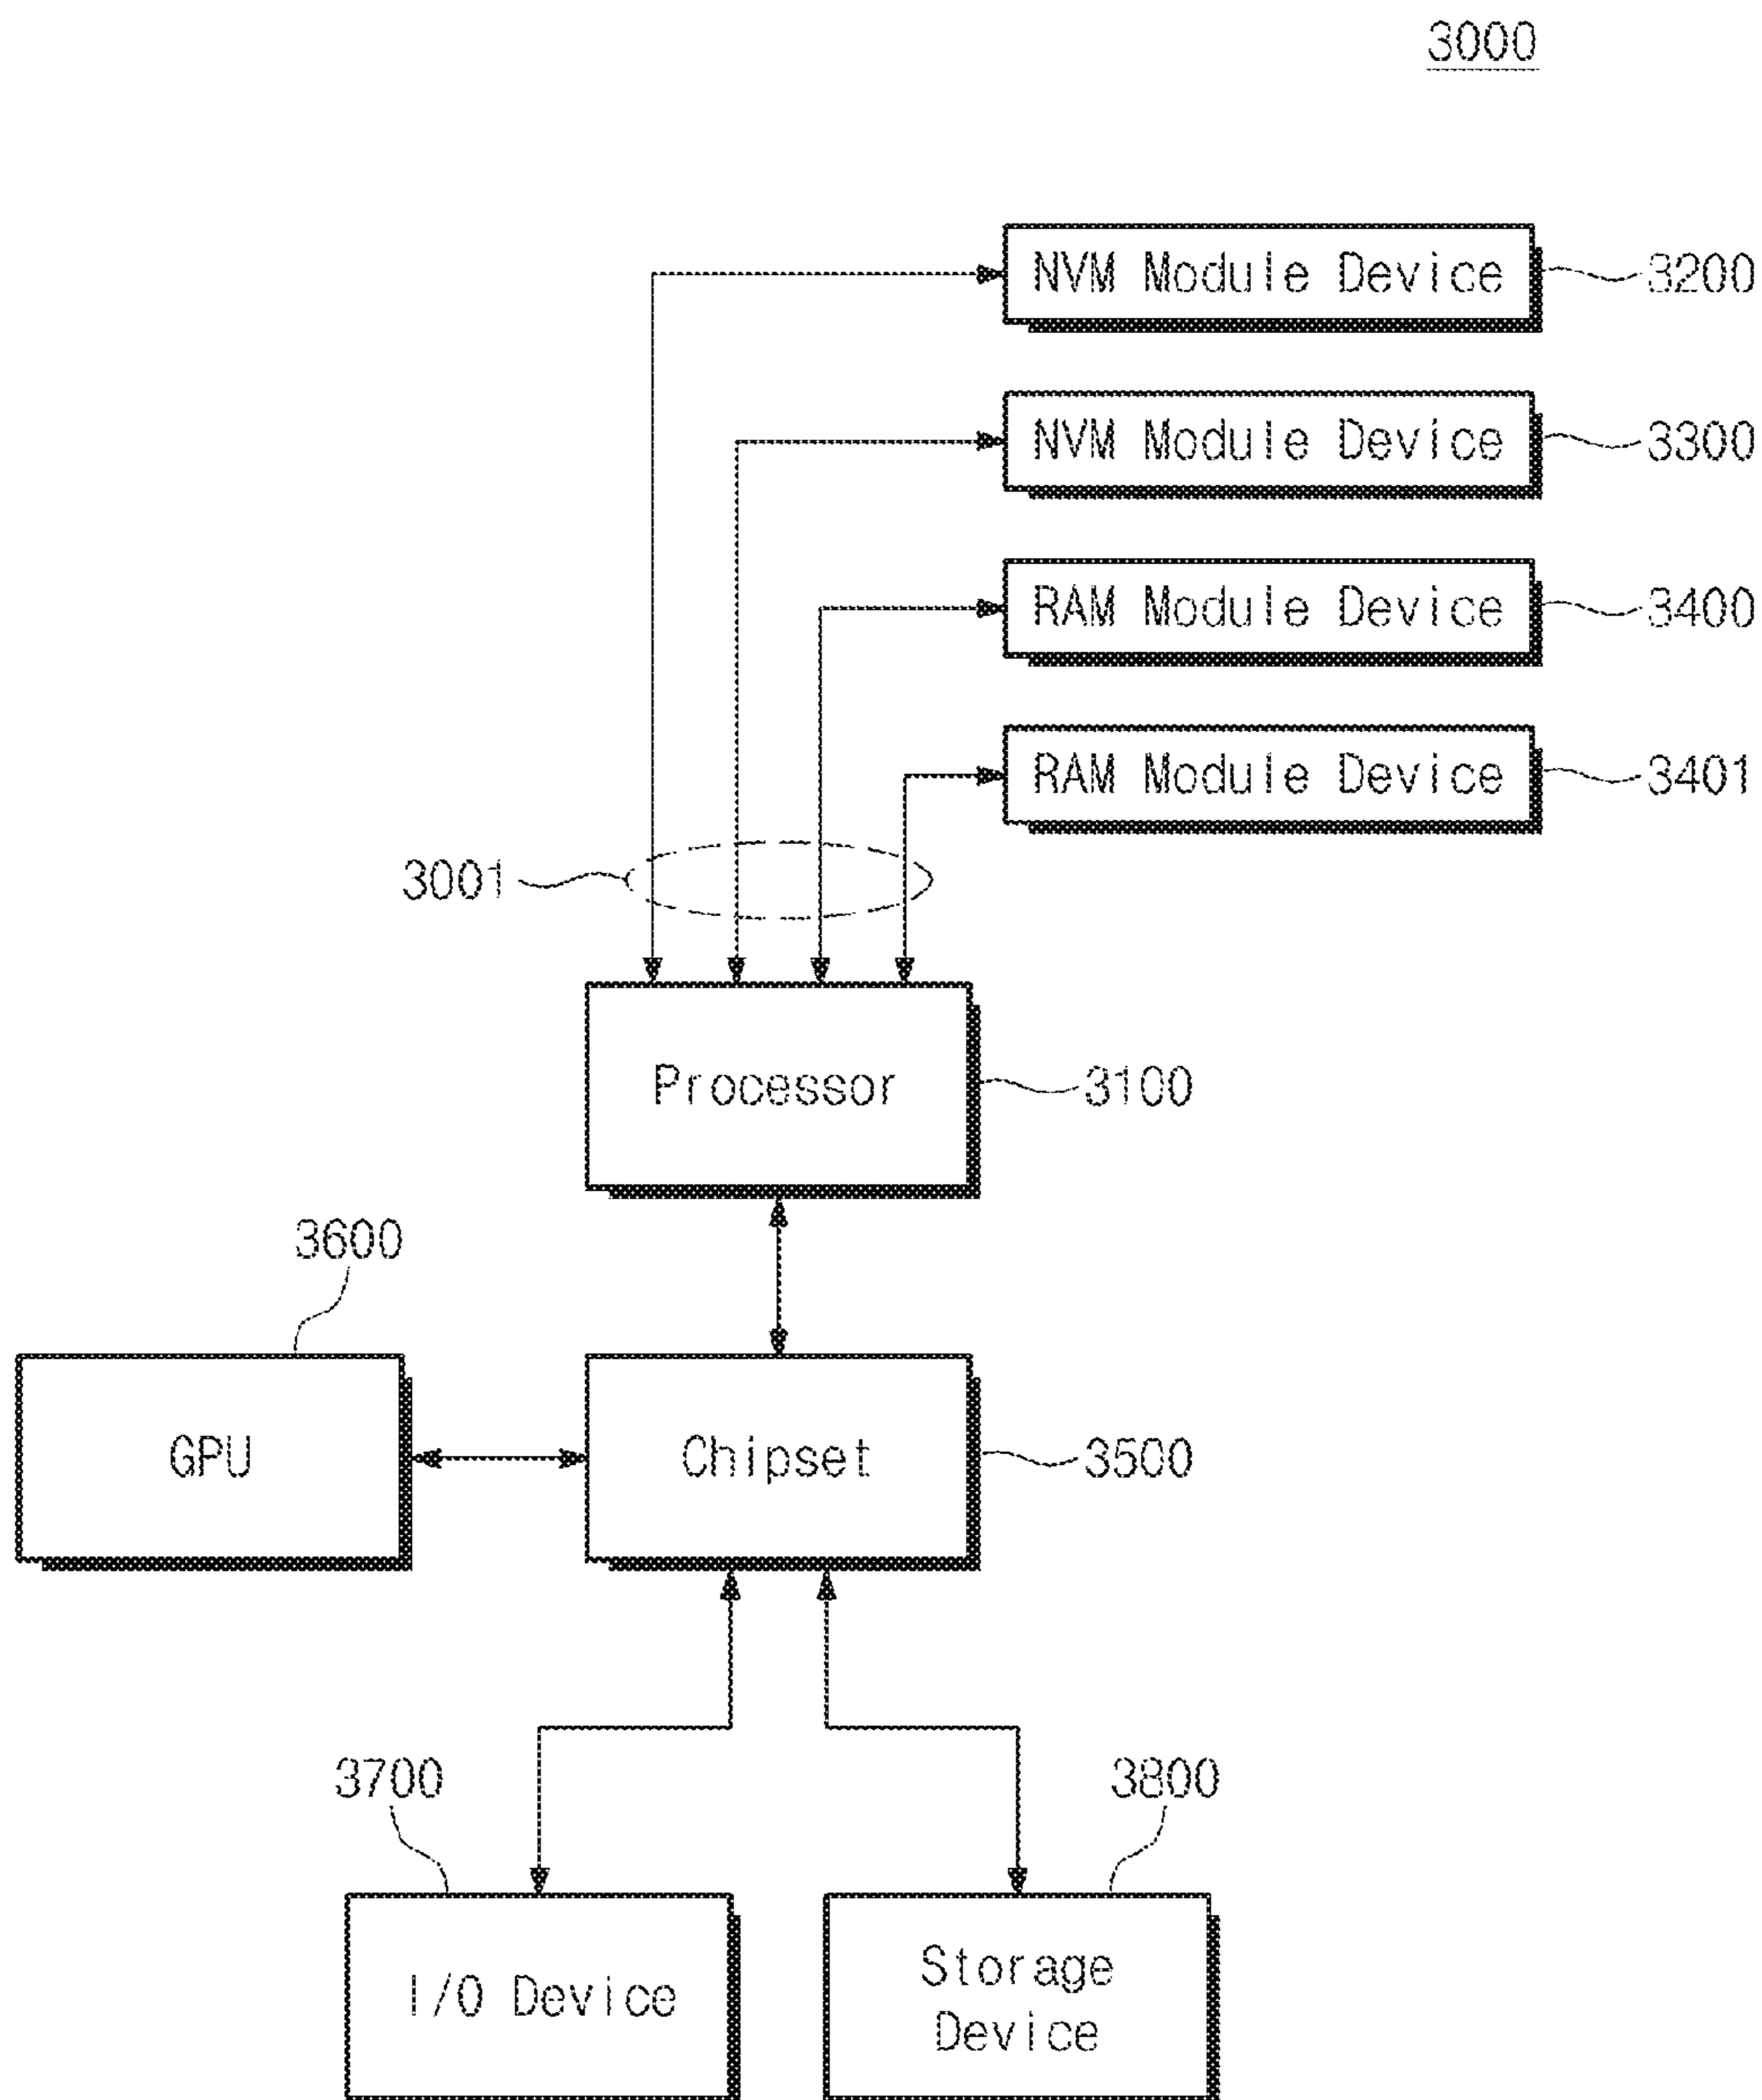 3000
NVM Module Device
3200
NVM Module Device
3300
RAM Module Device
3400
RAM Module Device
3401
3001
Processor
3100
3600
GPU
Chipset
3500
3700
3800
I/O Device
Storage
Device